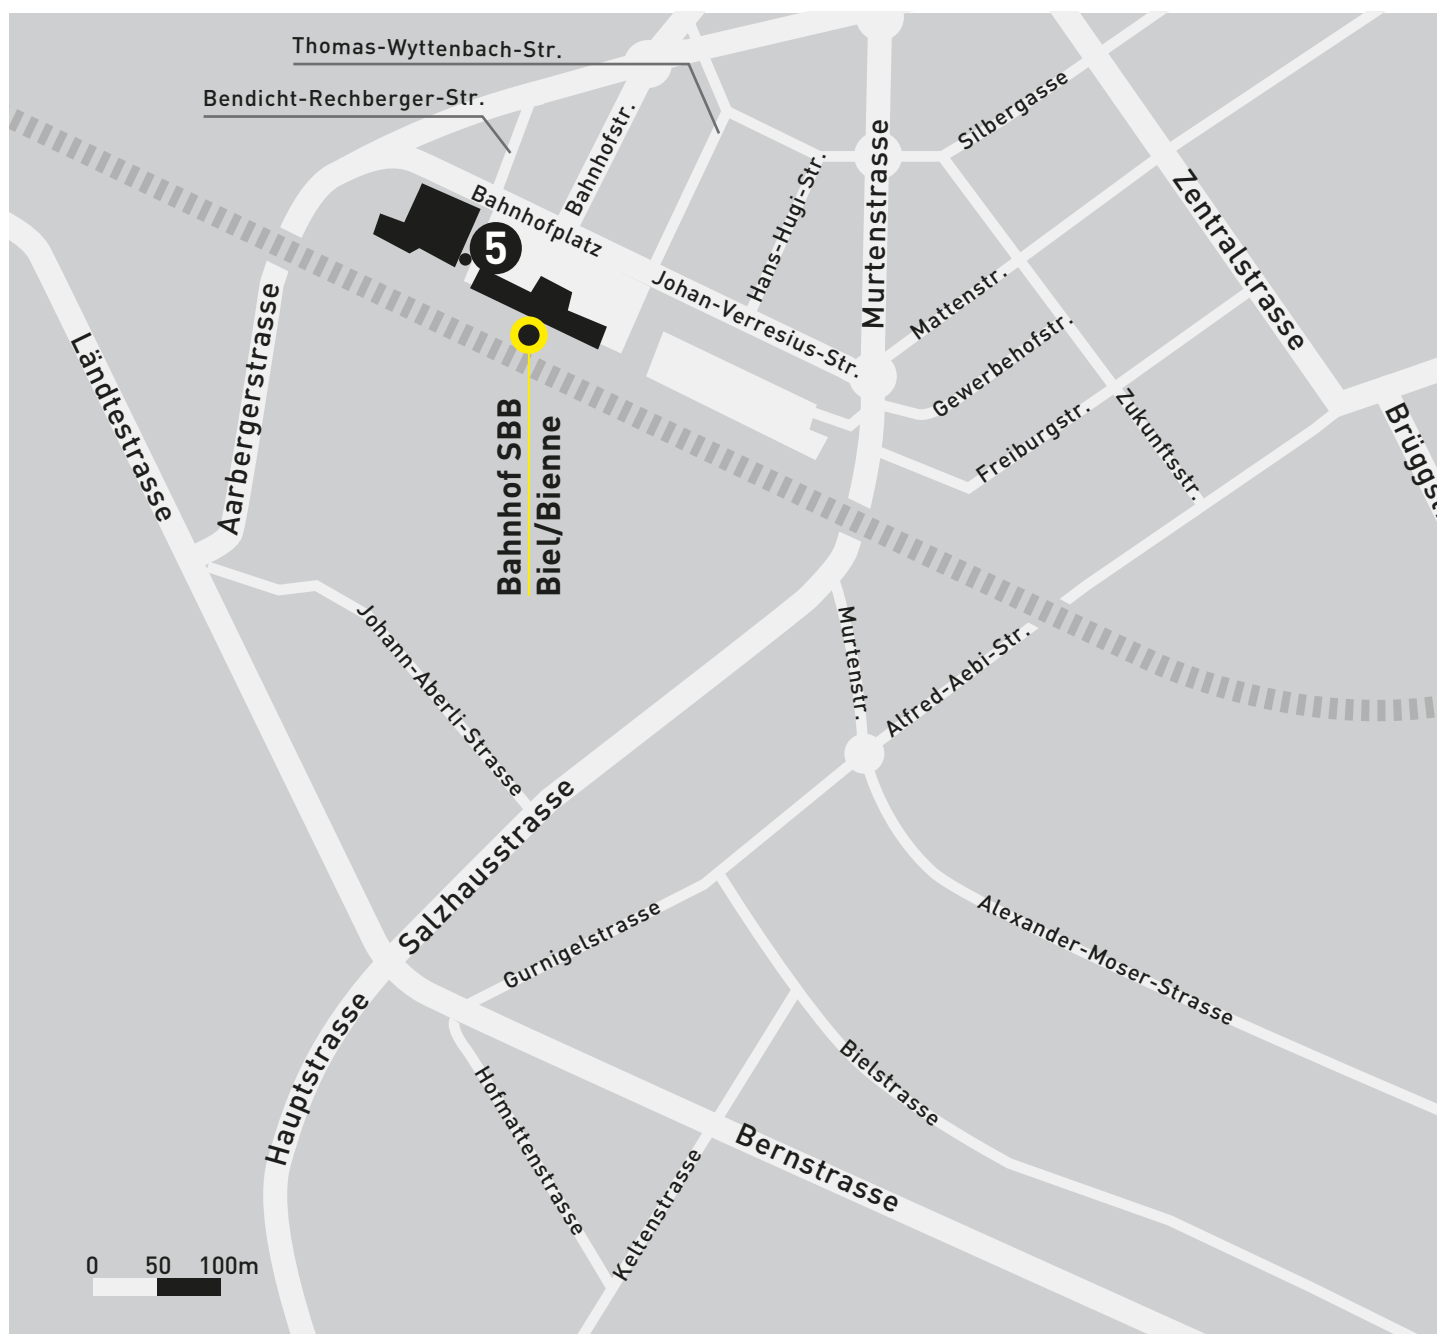 Thomas-Wyttenbach-Str.
Bendicht-Rechberger-Str.
Bahnhofstr.
Silbergasse
Murtenstrasse
Hans-Hugi-Str.
Zentralstrasse
Bahnhofplatz
5
Johan-Verresius-Str.
Mattenstr.
Gewerbehofstr.
Freiburgstr.
Zukunftsstr.
Ländtestrasse
Aarbergerstrasse
Bahnhof SBB
Biel/Bienne
Johann-Aberli-Strasse
Murtenstr.
Alfred-Aebi-Str.
Salzhausstrasse
Gurnigelstrasse
Alexander-Moser-Strasse
Hauptstrasse
Hofmattenstrasse
Keltenstrasse
Bielstrasse
Bernstrasse
0 50 100m